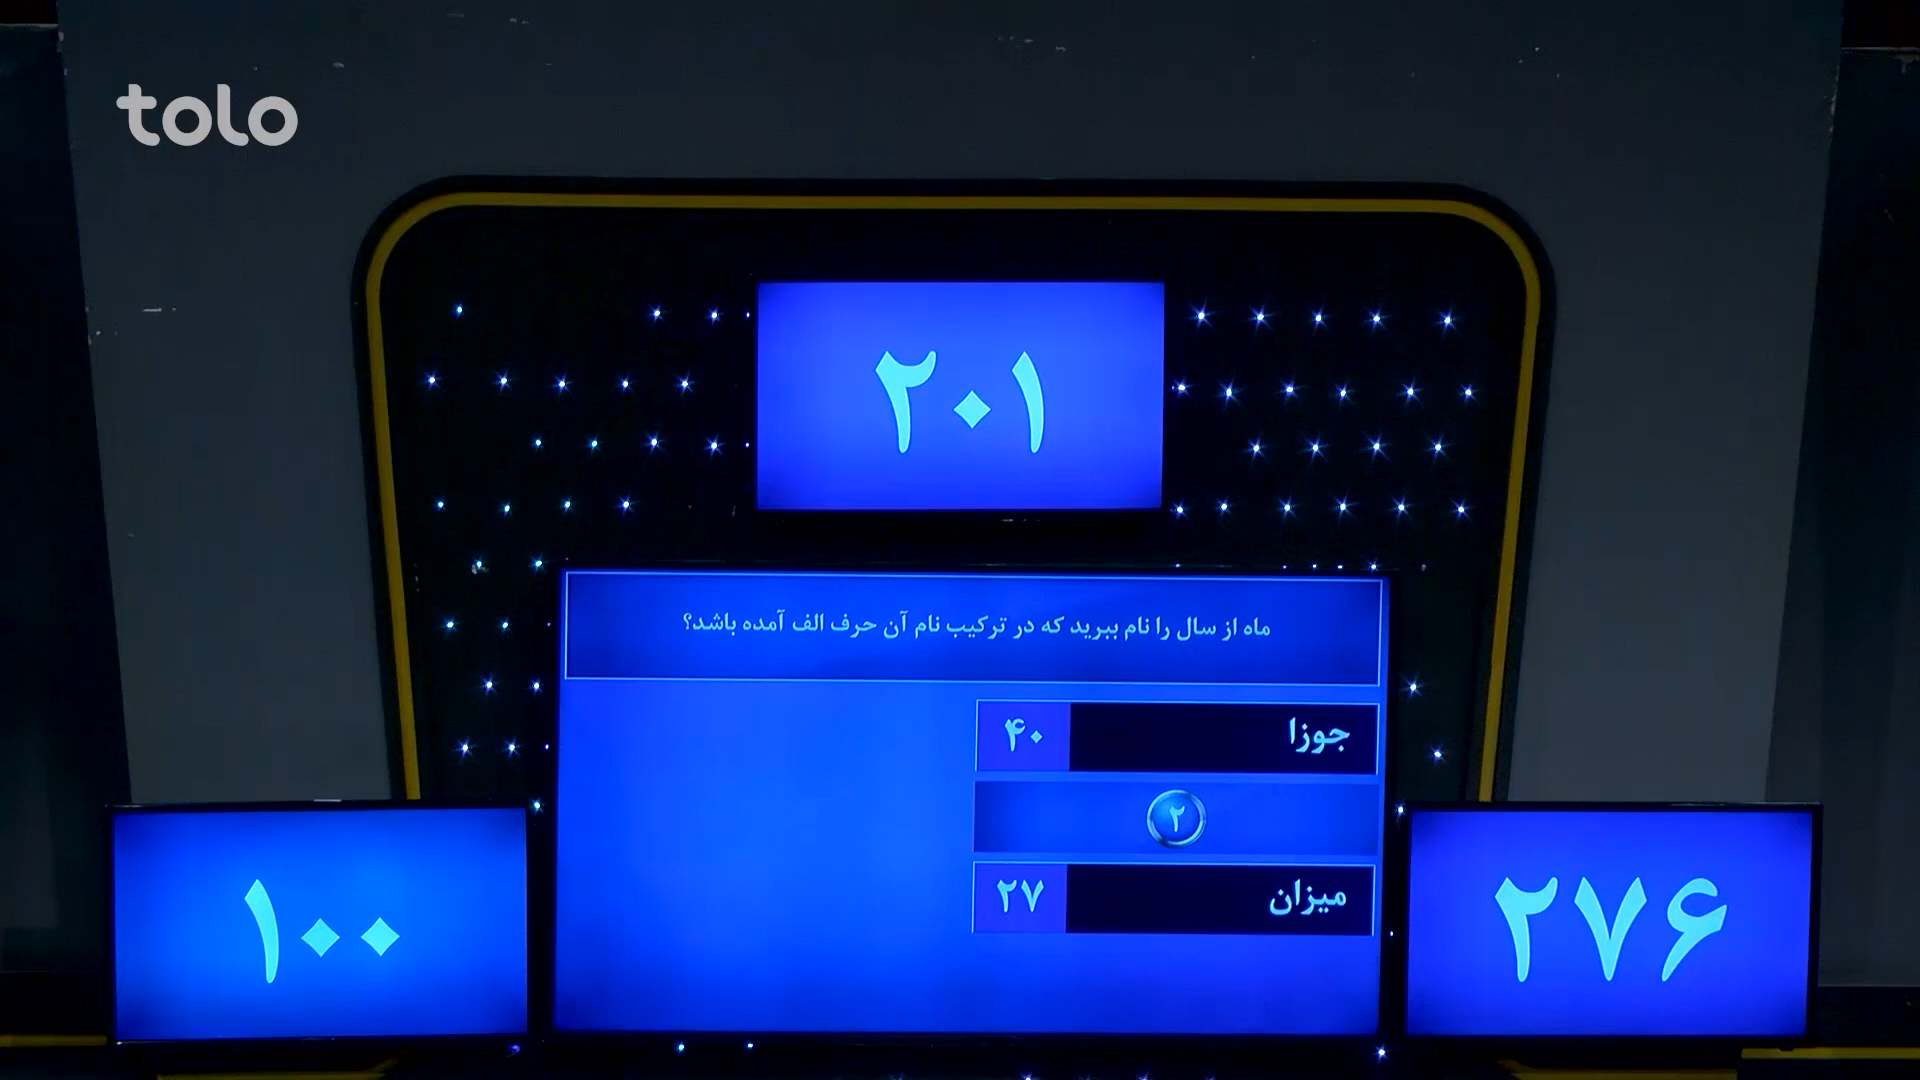 tolo
۲۰۱
ماه از سال را نام ببرید که در ترکیب نام آن حرف الف آمده باشد؟
جوزا ۴۰
۲
میزان ۲۷
۱۰۰
۲۷۶